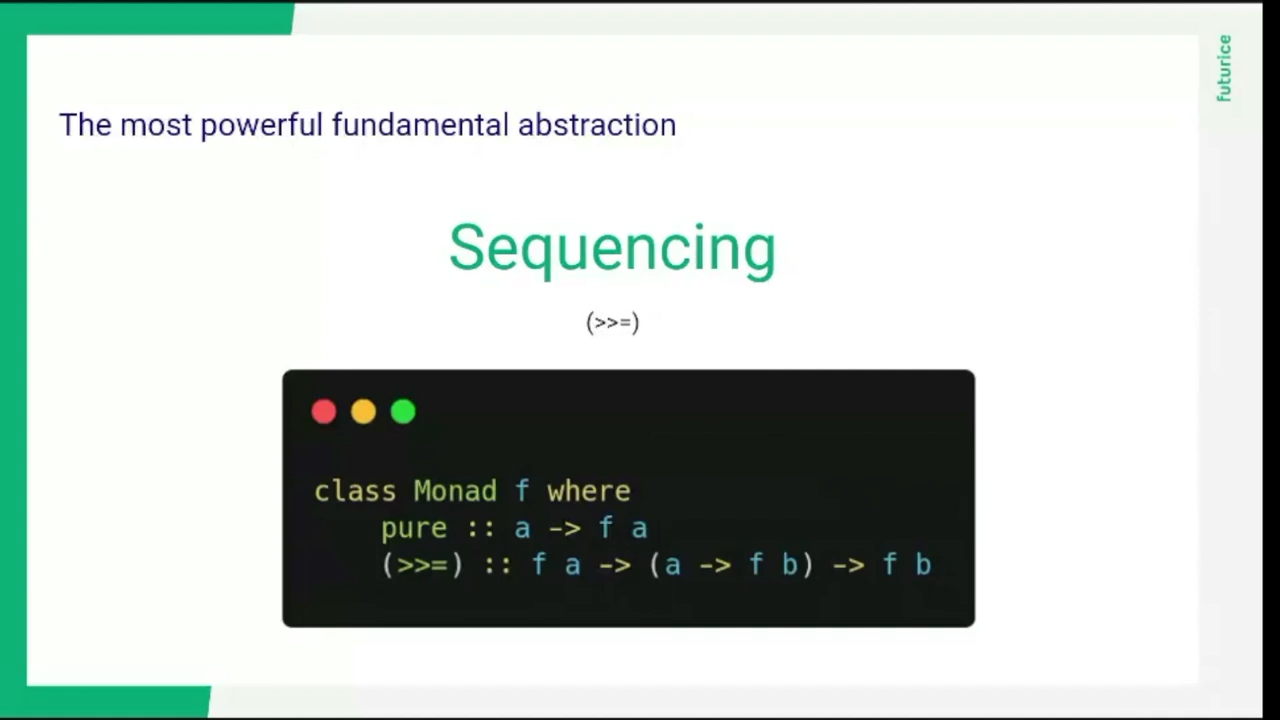 futurice
The most powerful fundamental abstraction
Sequencing
(>>=)
class Monad f where
    pure :: a -> f a
    (>>=) :: f a -> (a -> f b) -> f b